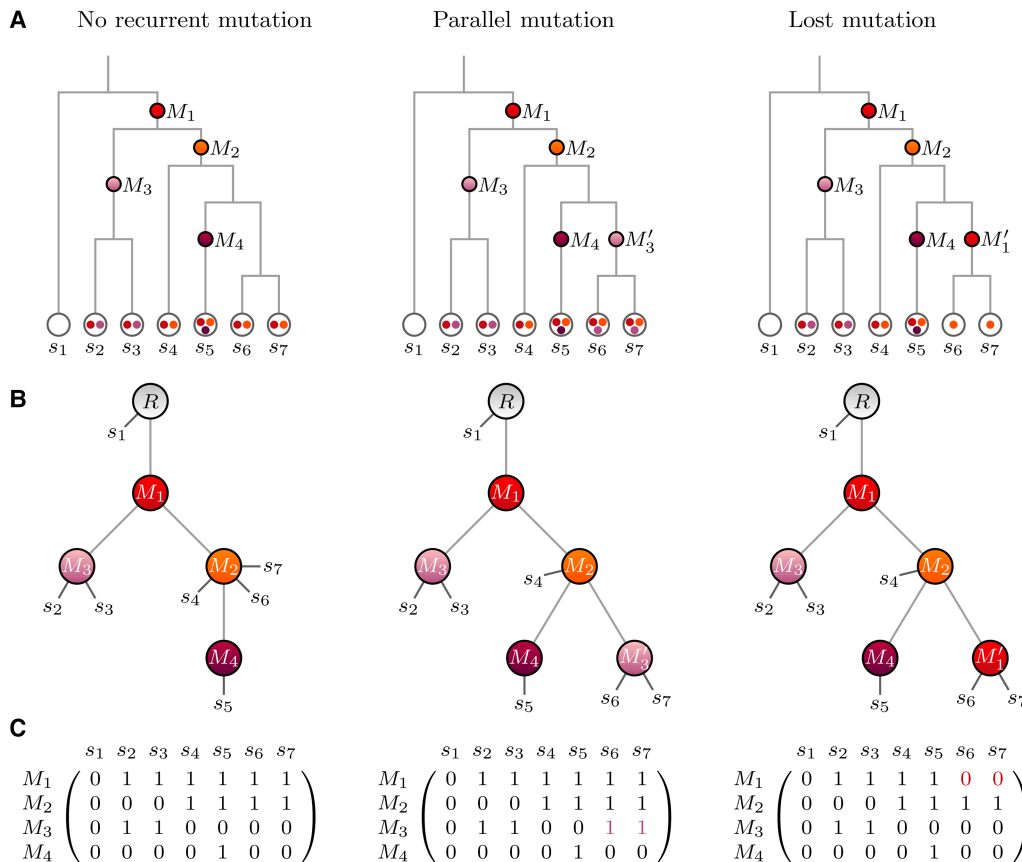 A No recurrent mutation Parallel mutation Lost mutation
M₁ M₁ M₁
M₂ M₂ M₂
M₃ M₃ M₃
M₄ M₄ M₃′ M₄ M₁′
s₁ s₂ s₃ s₄ s₅ s₆ s₇ s₁ s₂ s₃ s₄ s₅ s₆ s₇ s₁ s₂ s₃ s₄ s₅ s₆ s₇
B R R R
s₁ s₁ s₁
M₁ M₁ M₁
M₃ M₂ s₇ M₃ s₄ M₂ M₃ s₄ M₂
s₂ s₃ s₄ s₆ s₂ s₃ s₂ s₃
M₄ M₄ M₃′ M₄ M₁′
s₅ s₅ s₆ s₇ s₅ s₆ s₇
C
s₁ s₂ s₃ s₄ s₅ s₆ s₇ s₁ s₂ s₃ s₄ s₅ s₆ s₇ s₁ s₂ s₃ s₄ s₅ s₆ s₇
M₁ 0 1 1 1 1 1 1 M₁ 0 1 1 1 1 1 1 M₁ 0 1 1 1 1 0 0
M₂ 0 0 0 1 1 1 1 M₂ 0 0 0 1 1 1 1 M₂ 0 0 0 1 1 1 1
M₃ 0 1 1 0 0 0 0 M₃ 0 1 1 0 0 1 1 M₃ 0 1 1 0 0 0 0
M₄ 0 0 0 0 1 0 0 M₄ 0 0 0 0 1 0 0 M₄ 0 0 0 0 1 0 0